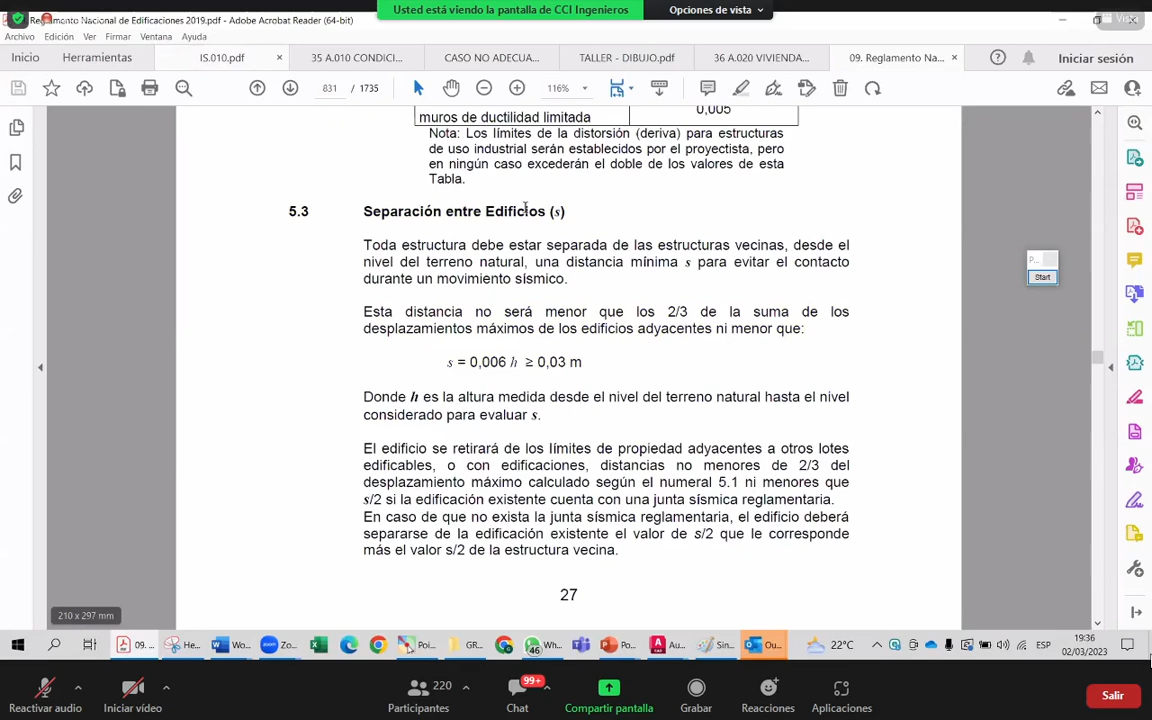 Usted está viendo la pantalla de CCI Ingenieros
Opciones de vista
Nacional de Edificaciones 2019.pdf - Adobe Acrobat Reader (64-bit)
Archivo Edición Ver Firmar Ventana Ayuda
Inicio Herramientas IS.010.pdf × 35 A.010 CONDICI... CASO NO ADECUA... TALLER - DIBUJO.pdf 36 A.020 VIVIENDA... 09. Reglamento Na... × Iniciar sesión
831 / 1735 116%
muros de ductilidad limitada 0,005
Nota: Los límites de la distorsión (deriva) para estructuras
de uso industrial serán establecidos por el proyectista, pero
en ningún caso excederán el doble de los valores de esta
Tabla.
5.3 Separación entre Edificios (s)
Toda estructura debe estar separada de las estructuras vecinas, desde el
nivel del terreno natural, una distancia mínima s para evitar el contacto
durante un movimiento sísmico.
Esta distancia no será menor que los 2/3 de la suma de los
desplazamientos máximos de los edificios adyacentes ni menor que:
s = 0,006 h ≥ 0,03 m
Donde h es la altura medida desde el nivel del terreno natural hasta el nivel
considerado para evaluar s.
El edificio se retirará de los límites de propiedad adyacentes a otros lotes
edificables, o con edificaciones, distancias no menores de 2/3 del
desplazamiento máximo calculado según el numeral 5.1 ni menores que
s/2 si la edificación existente cuenta con una junta sísmica reglamentaria.
En caso de que no exista la junta sísmica reglamentaria, el edificio deberá
separarse de la edificación existente el valor de s/2 que le corresponde
más el valor s/2 de la estructura vecina.
27
P...
Start
210 x 297 mm
09. ... He... Wo... Zo... Poi... GR... Wh... 46 Po... Au... Sin... Ou... 22°C ESP 19:36
02/03/2023
220 99+
Reactivar audio Iniciar vídeo Participantes Chat Compartir pantalla Grabar Reacciones Aplicaciones Salir